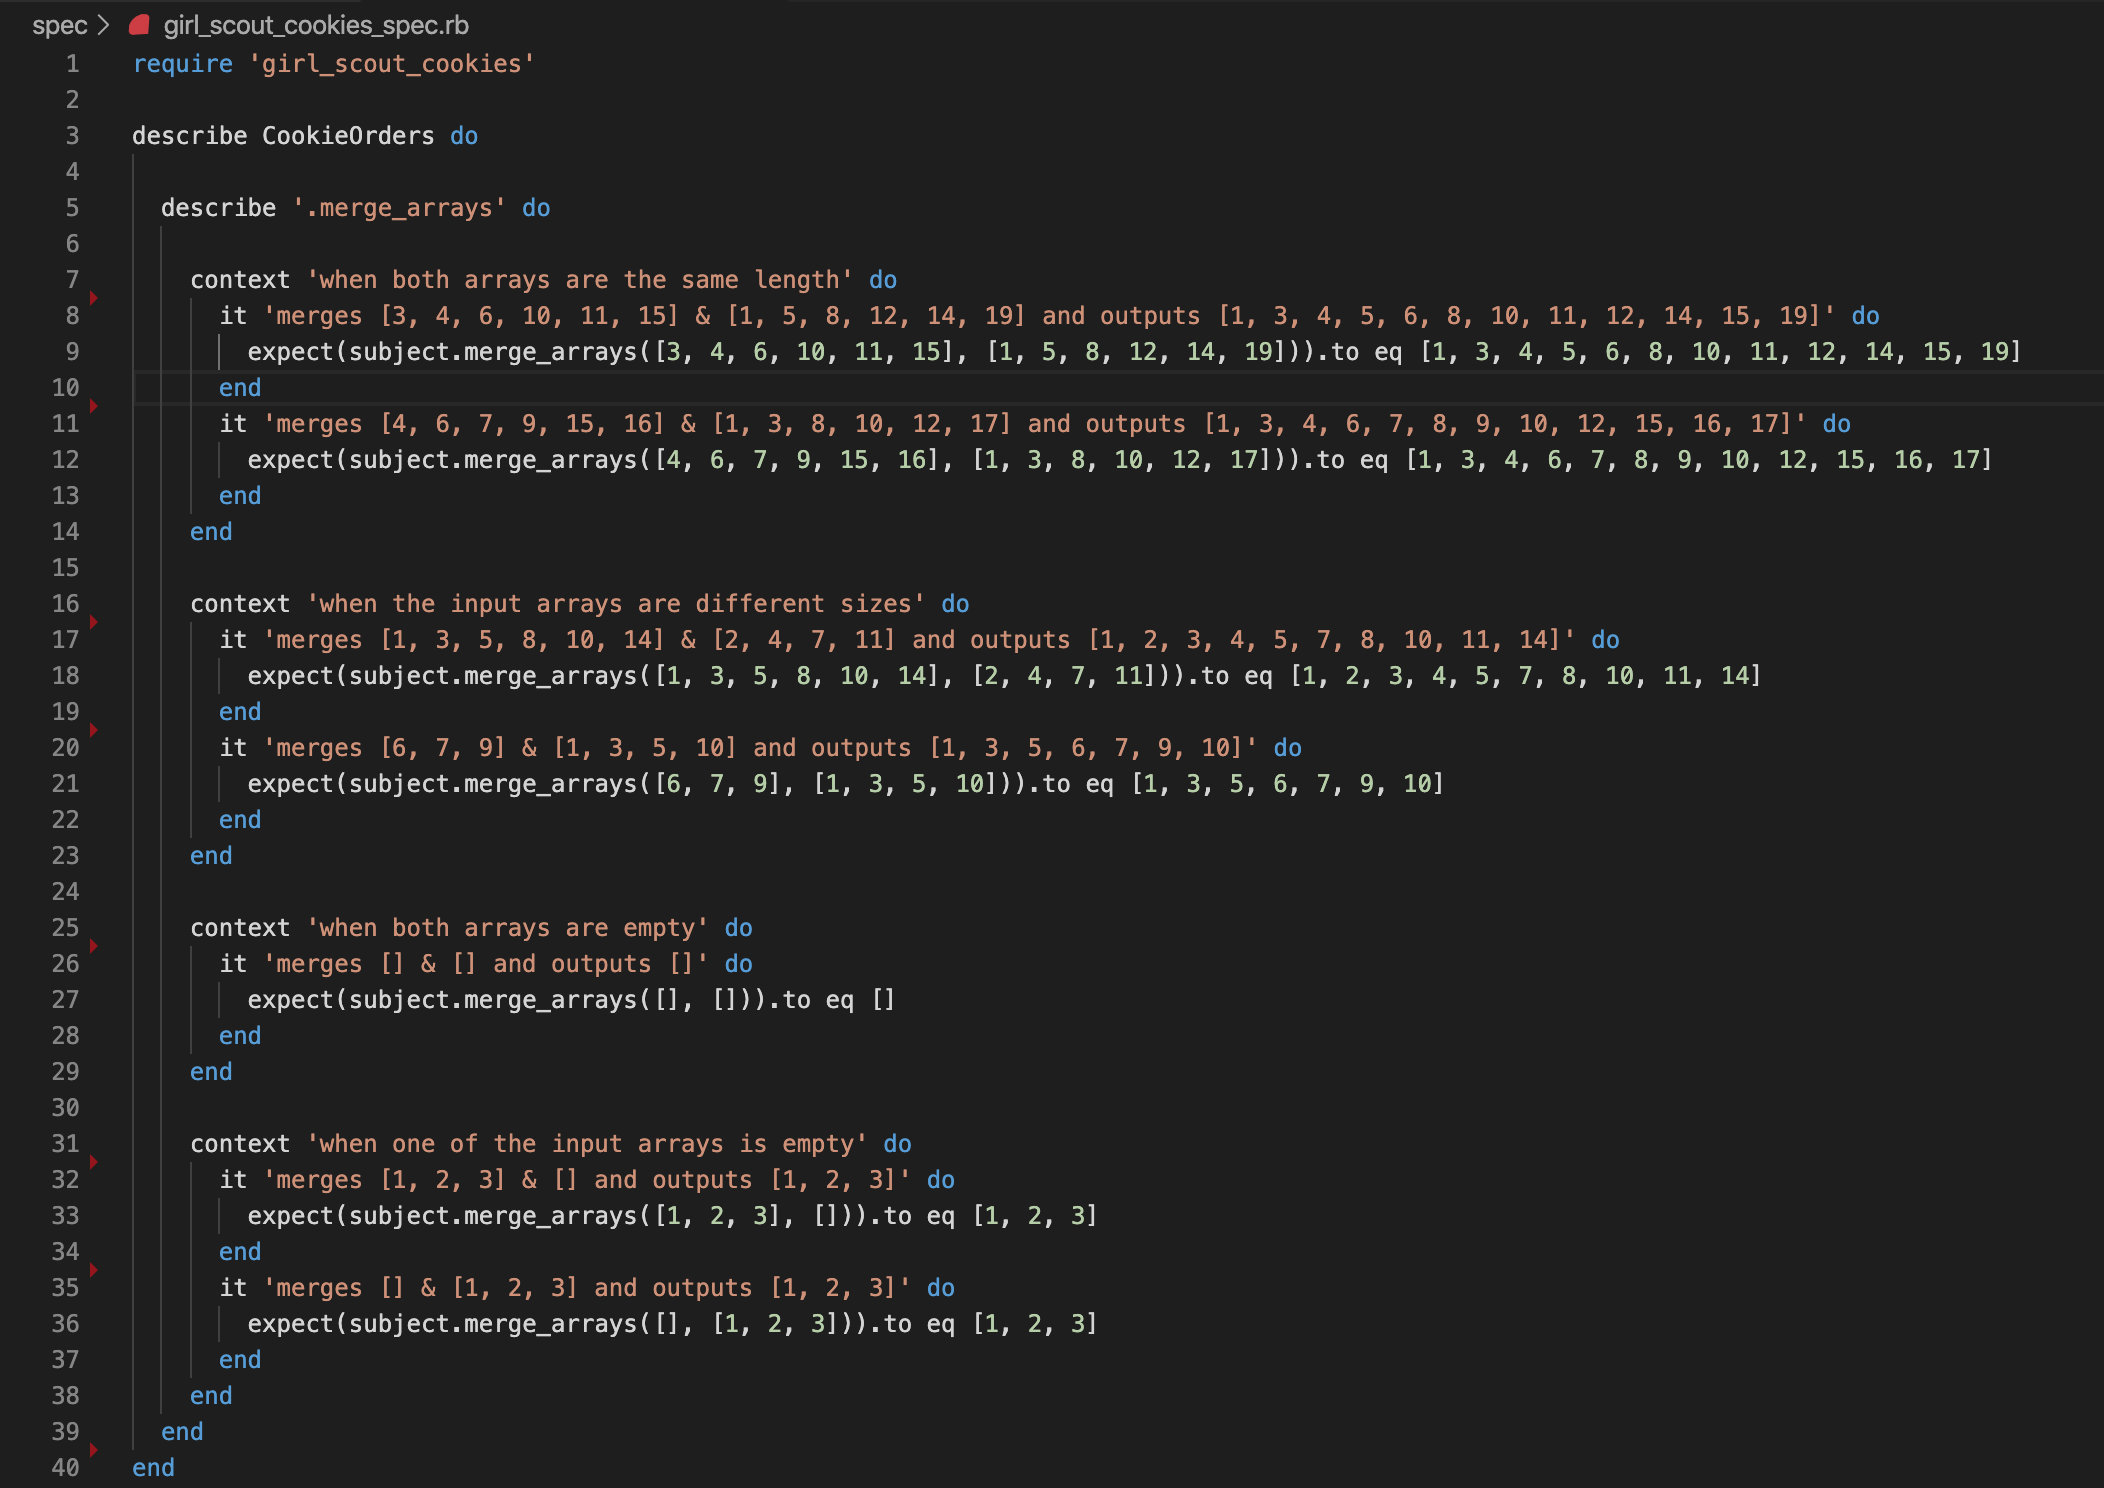 spec > girl_scout_cookies_spec.rb
1 require 'girl_scout_cookies'
2
3 describe CookieOrders do
4
5   describe '.merge_arrays' do
6
7     context 'when both arrays are the same length' do
8       it 'merges [3, 4, 6, 10, 11, 15] & [1, 5, 8, 12, 14, 19] and outputs [1, 3, 4, 5, 6, 8, 10, 11, 12, 14, 15, 19]' do
9         expect(subject.merge_arrays([3, 4, 6, 10, 11, 15], [1, 5, 8, 12, 14, 19])).to eq [1, 3, 4, 5, 6, 8, 10, 11, 12, 14, 15, 19]
10       end
11       it 'merges [4, 6, 7, 9, 15, 16] & [1, 3, 8, 10, 12, 17] and outputs [1, 3, 4, 6, 7, 8, 9, 10, 12, 15, 16, 17]' do
12         expect(subject.merge_arrays([4, 6, 7, 9, 15, 16], [1, 3, 8, 10, 12, 17])).to eq [1, 3, 4, 6, 7, 8, 9, 10, 12, 15, 16, 17]
13       end
14     end
15
16     context 'when the input arrays are different sizes' do
17       it 'merges [1, 3, 5, 8, 10, 14] & [2, 4, 7, 11] and outputs [1, 2, 3, 4, 5, 7, 8, 10, 11, 14]' do
18         expect(subject.merge_arrays([1, 3, 5, 8, 10, 14], [2, 4, 7, 11])).to eq [1, 2, 3, 4, 5, 7, 8, 10, 11, 14]
19       end
20       it 'merges [6, 7, 9] & [1, 3, 5, 10] and outputs [1, 3, 5, 6, 7, 9, 10]' do
21         expect(subject.merge_arrays([6, 7, 9], [1, 3, 5, 10])).to eq [1, 3, 5, 6, 7, 9, 10]
22       end
23     end
24
25     context 'when both arrays are empty' do
26       it 'merges [] & [] and outputs []' do
27         expect(subject.merge_arrays([], [])).to eq []
28       end
29     end
30
31     context 'when one of the input arrays is empty' do
32       it 'merges [1, 2, 3] & [] and outputs [1, 2, 3]' do
33         expect(subject.merge_arrays([1, 2, 3], [])).to eq [1, 2, 3]
34       end
35       it 'merges [] & [1, 2, 3] and outputs [1, 2, 3]' do
36         expect(subject.merge_arrays([], [1, 2, 3])).to eq [1, 2, 3]
37       end
38     end
39   end
40 end